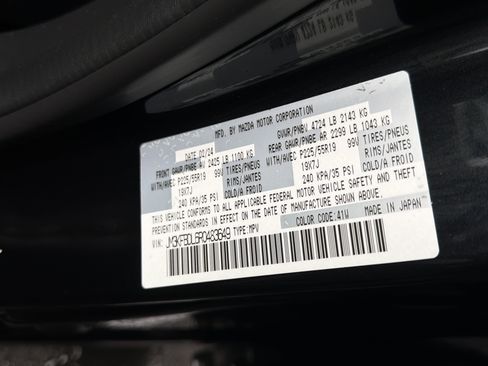 MFD. BY MAZDA MOTOR CORPORATION
DATE 02/24 GVWR/PNBV 4724 LB 2143 KG
FRONT GAWR/PNBE AV 2425 LB 1100 KG REAR GAWR/PNBE AR 2299 LB 1043 KG
WITH/AVEC P225/55R19 99V TIRES/PNEUS WITH/AVEC P225/55R19 99V TIRES/PNEUS
19X7J RIMS/JANTES 19X7J RIMS/JANTES
240 KPA/35 PSI COLD/A FROID 240 KPA/35 PSI COLD/A FROID
THIS VEHICLE CONFORMS TO ALL APPLICABLE FEDERAL MOTOR VEHICLE SAFETY AND THEFT
PREVENTION STANDARDS IN EFFECT ON THE DATE OF MANUFACTURE SHOWN ABOVE.
VIN: JM3KFBDL6R0483649 TYPE:MPV COLOR CODE:41W MADE IN JAPAN